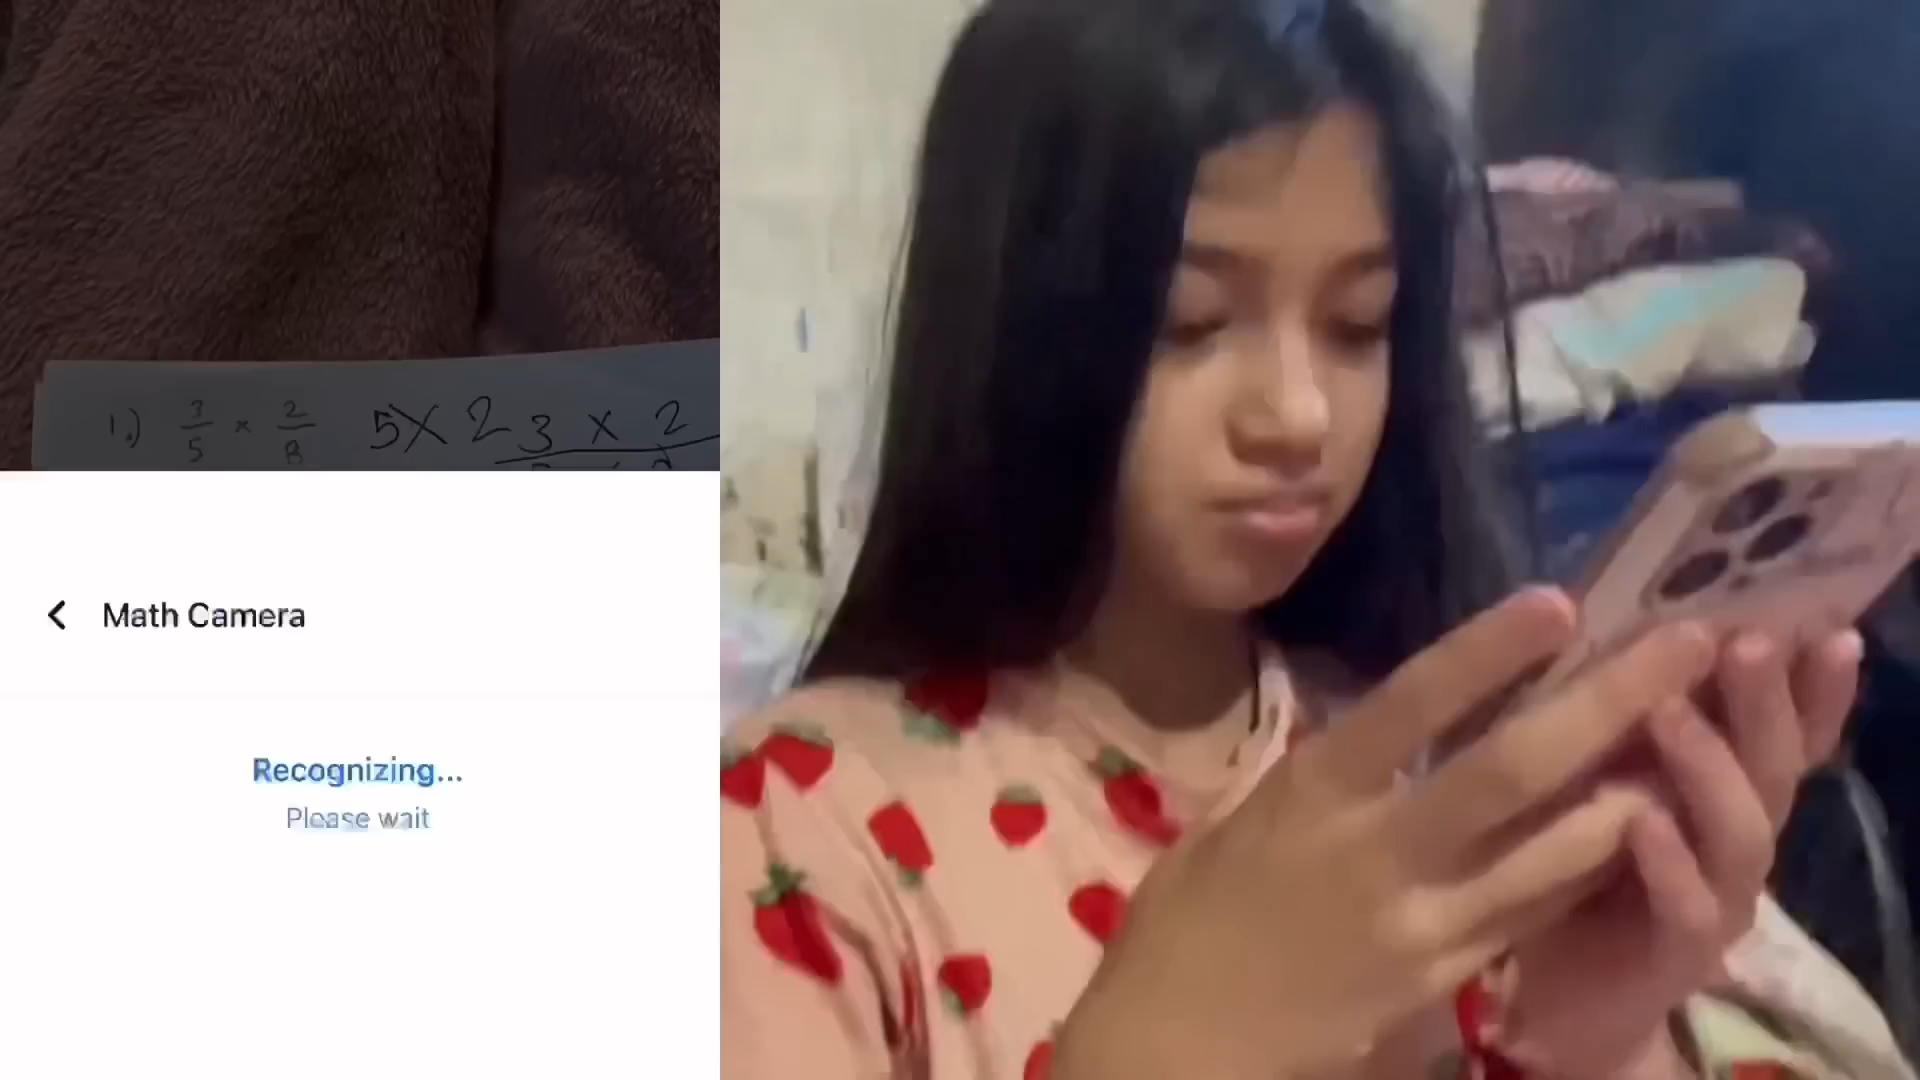 1.) 3/5 × 2/8 5 X 2 3 X 2
Math Camera
Recognizing...
Please wait